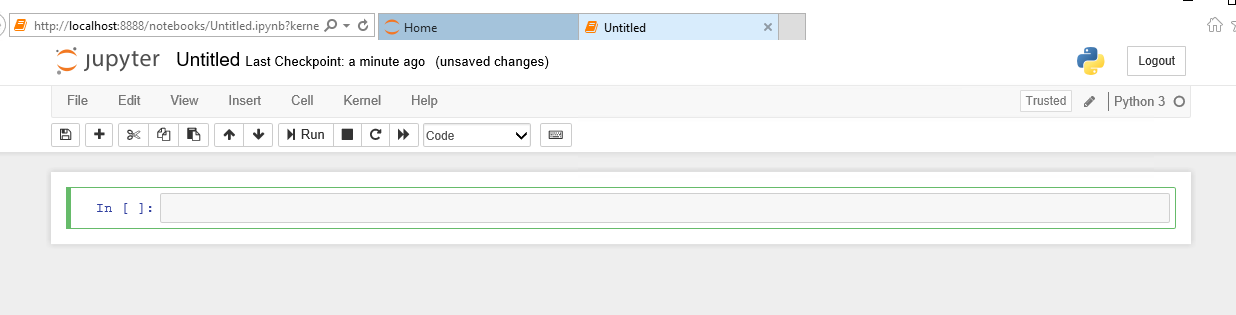 http://localhost:8888/notebooks/Untitled.ipynb?kerne Home Untitled
jupyter Untitled Last Checkpoint: a minute ago (unsaved changes) Logout
File Edit View Insert Cell Kernel Help Trusted Python 3
Run Code
In [ ]: